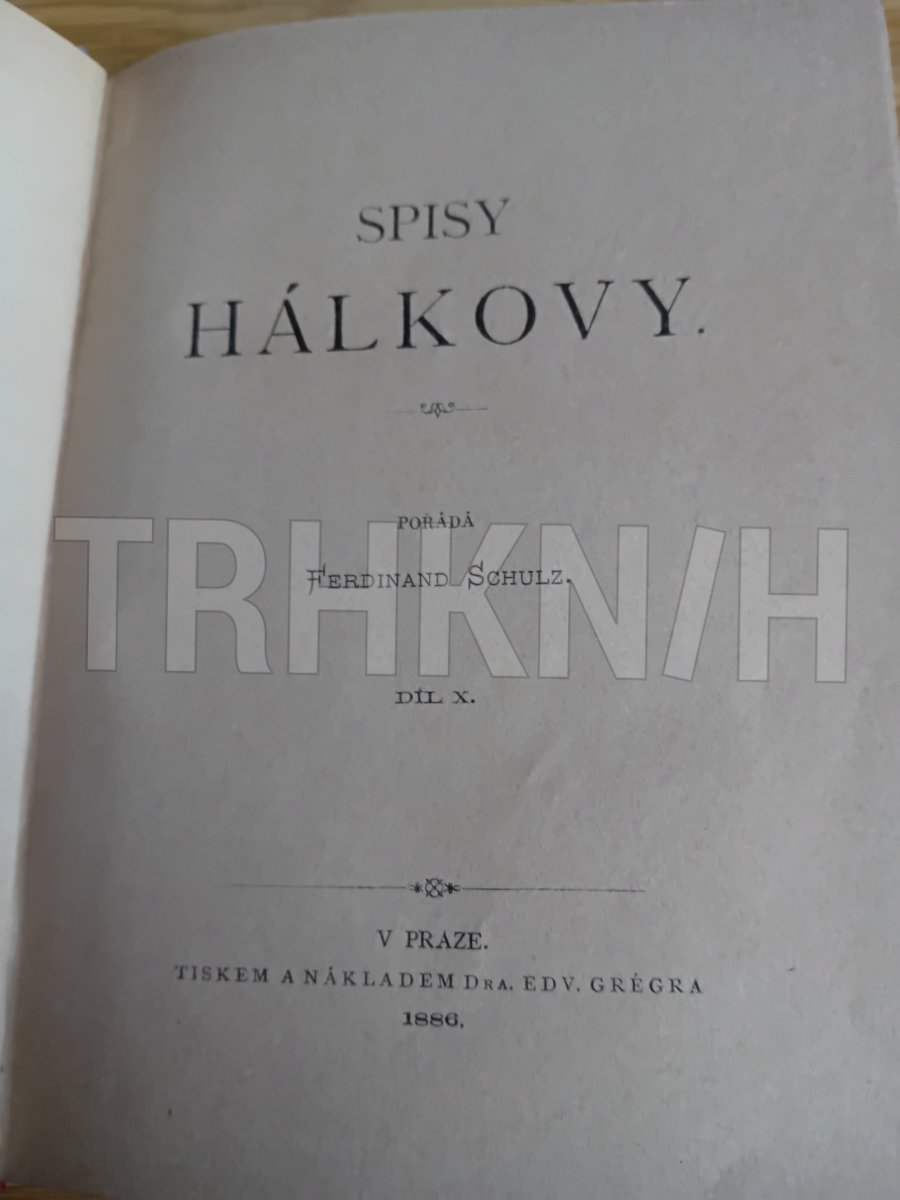 SPISY
HÁLKOVY.
POŘÁDÁ
FERDINAND SCHULZ.
TRHKNIH
DÍL X.
V PRAZE.
TISKEM A NÁKLADEM DRA. EDV. GRÉGRA
1886.